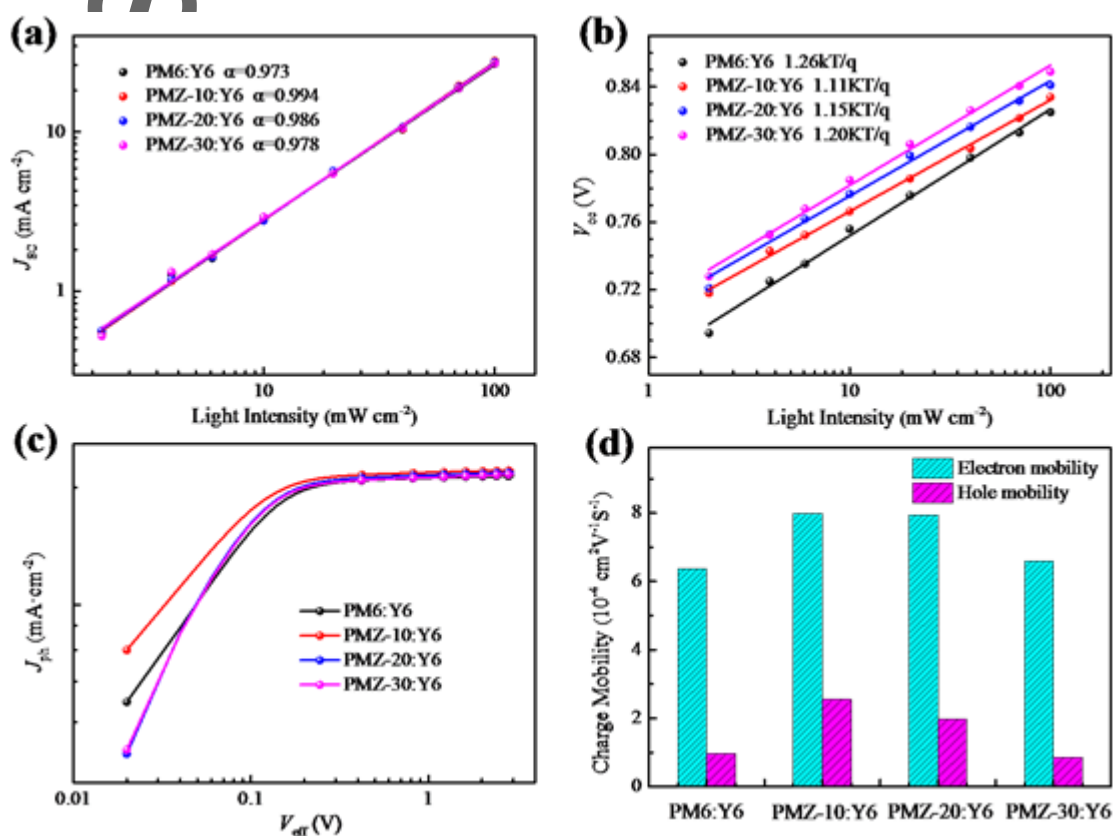 (a)
PM6:Y6 α=0.973
PMZ-10:Y6 α=0.994
PMZ-20:Y6 α=0.986
PMZ-30:Y6 α=0.978
10
1
J_SC (mA cm⁻²)
10 100
Light Intensity (mW cm⁻²)
(b)
PM6:Y6 1.26kT/q
PMZ-10:Y6 1.11KT/q
PMZ-20:Y6 1.15KT/q
PMZ-30:Y6 1.20KT/q
0.84
0.80
0.76
0.72
0.68
V_oc (V)
1 10 100
Light Intensity (mW cm⁻²)
(c)
PM6:Y6
PMZ-10:Y6
PMZ-20:Y6
PMZ-30:Y6
J_ph (mA·cm⁻²)
0.01 0.1 1
V_eff (V)
(d)
Electron mobility
Hole mobility
8
6
4
2
0
Charge Mobility (10⁻⁴ cm²V⁻¹S⁻¹)
PM6:Y6 PMZ-10:Y6 PMZ-20:Y6 PMZ-30:Y6